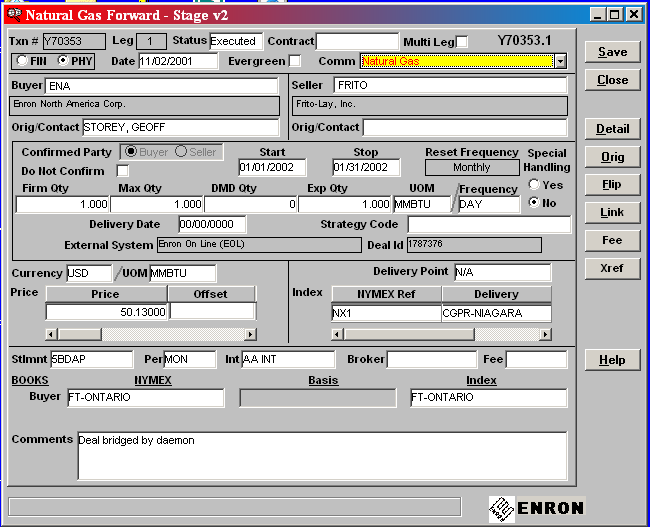 Natural Gas Forward - Stage v2
Txn # Y70353 Leg 1 Status Executed Contract Multi Leg Y70353.1
FIN PHY Date 11/02/2001 Evergreen Comm Natural Gas
Save
Close
Detail
Orig
Flip
Link
Fee
Xref
Help
Buyer ENA Seller FRITO
Enron North America Corp. Frito-Lay, Inc.
Orig/Contact STOREY, GEOFF Orig/Contact
Confirmed Party Buyer Seller Start Stop Reset Frequency Special Handling
Do Not Confirm 01/01/2002 01/31/2002 Monthly Yes
Firm Qty Max Qty DMD Qty Exp Qty UOM /Frequency No
1.000 1.000 0 1.000 MMBTU DAY
Delivery Date 00/00/0000 Strategy Code
External System Enron On Line (EOL) Deal Id 1787376
Currency USD /UOM MMBTU Delivery Point N/A
Price Price Offset Index NYMEX Ref Delivery
50.13000 NX1 CGPR-NIAGARA
Stlmnt 5BDAP Per MON Int AA INT Broker Fee
BOOKS NYMEX Basis Index
Buyer FT-ONTARIO FT-ONTARIO
Comments Deal bridged by daemon
ENRON